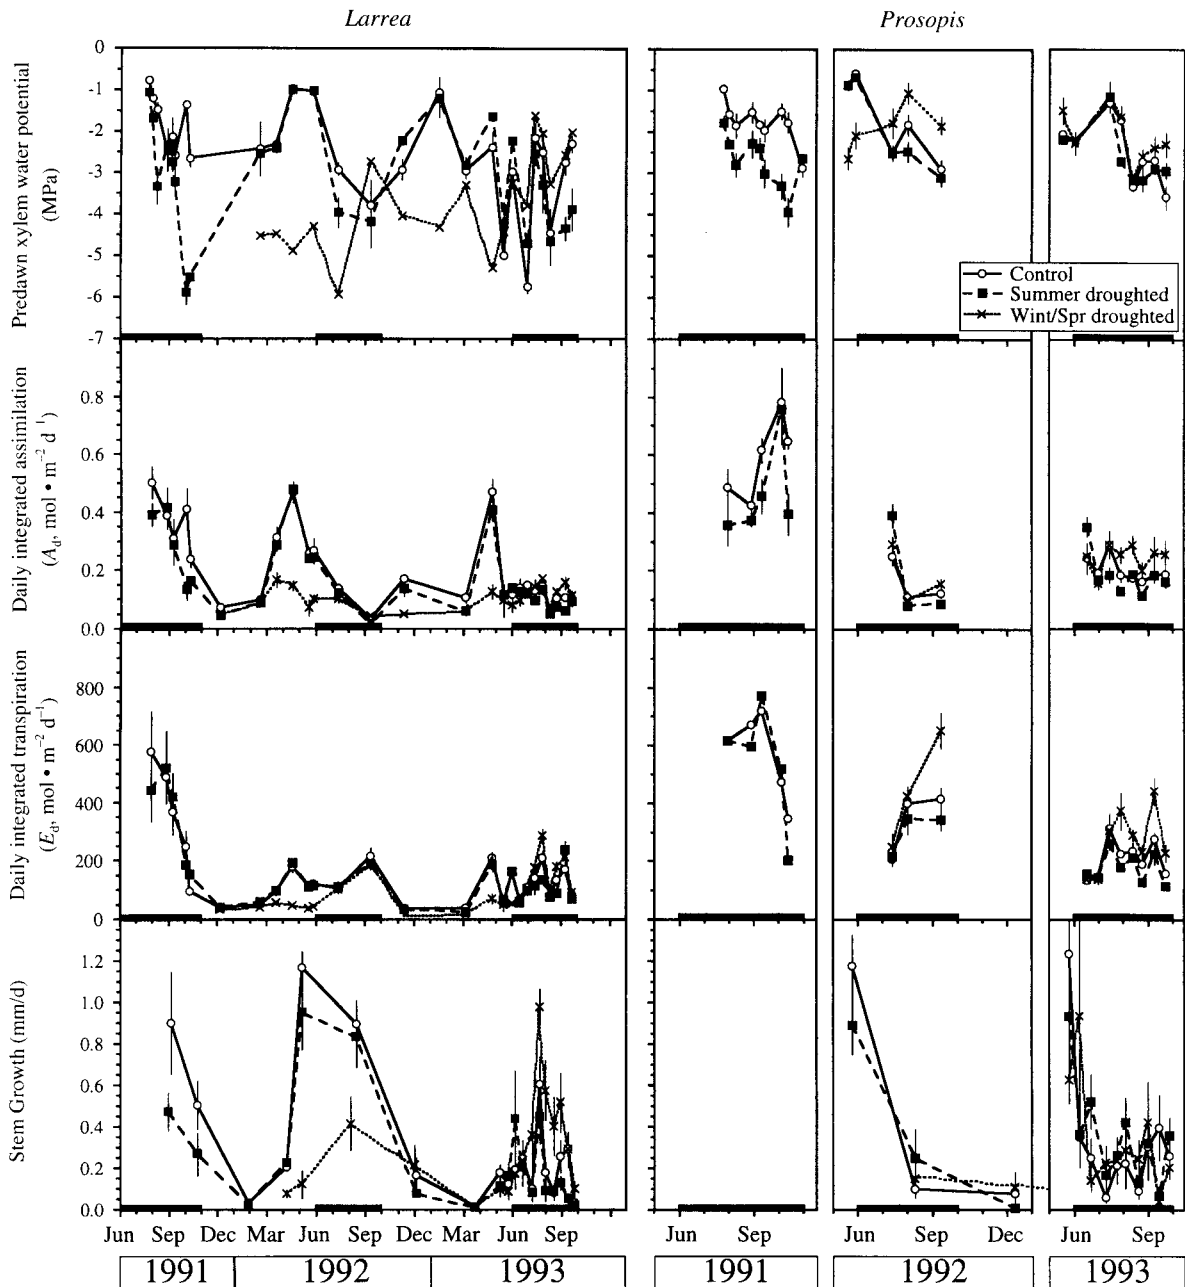 Larrea
Prosopis
Predawn xylem water potential
(MPa)
0
-1
-2
-3
-4
-5
-6
-7
Control
Summer droughted
Wint/Spr droughted
Daily integrated assimilation
(Ad, mol • m⁻² d⁻¹)
0.8
0.6
0.4
0.2
0.0
Daily integrated transpiration
(Ed, mol • m⁻² d⁻¹)
800
600
400
200
0
Stem Growth (mm/d)
1.2
1.0
0.8
0.6
0.4
0.2
0.0
Jun Sep Dec Mar Jun Sep Dec Mar Jun Sep
Jun Sep
Jun Sep Dec
Jun Sep
1991 1992 1993
1991 1992 1993